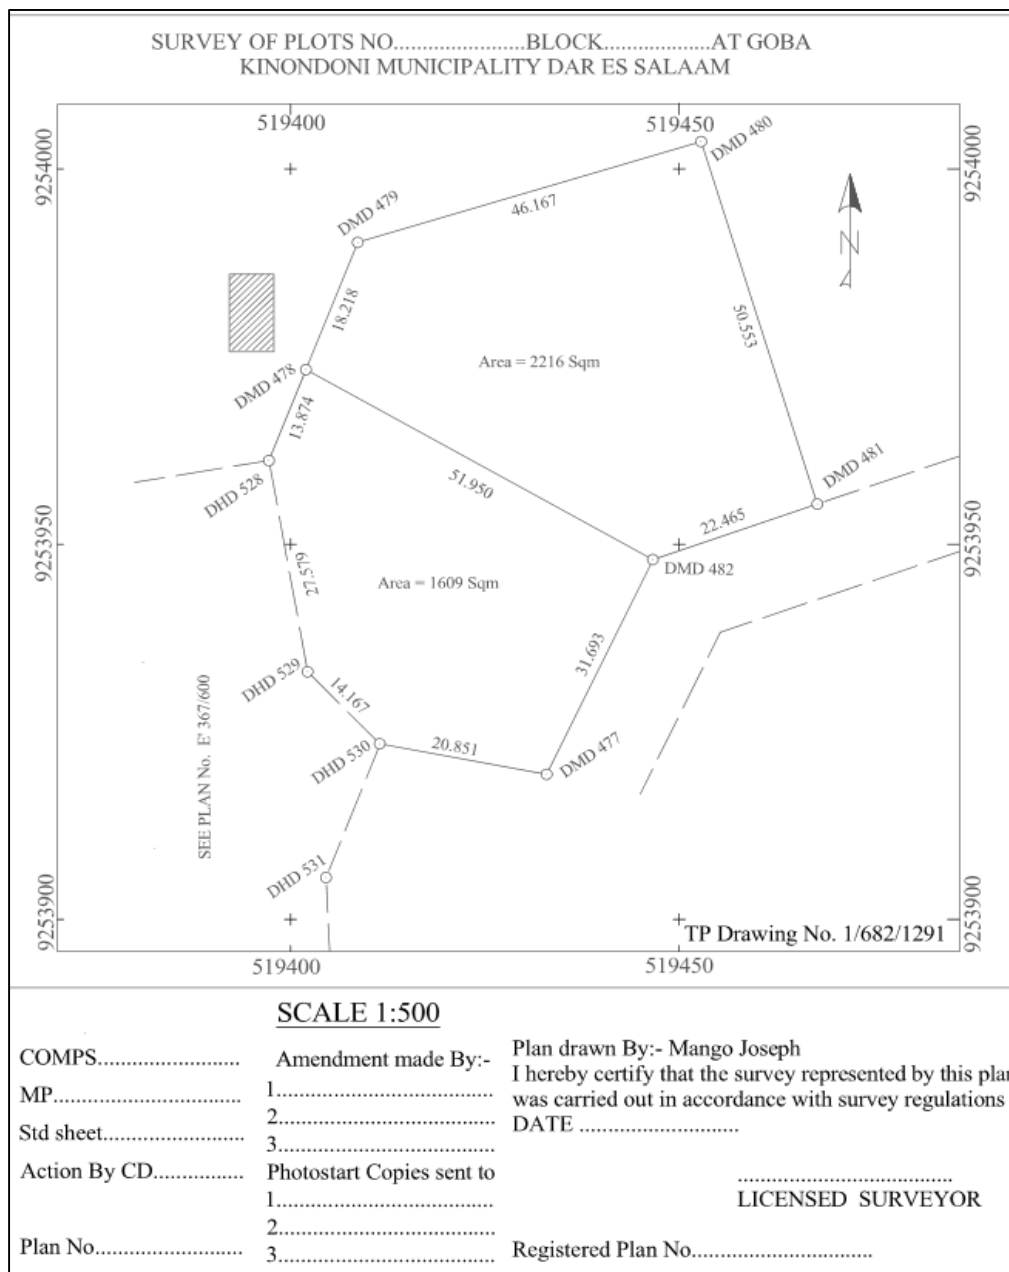 SURVEY OF PLOTS NO.......................BLOCK...................AT GOBA
KINONDONI MUNICIPALITY DAR ES SALAAM
519400
519450
9254000
9254000
DMD 480
DMD 479
46.167
N
18.218
50.553
Area = 2216 Sqm
DMD 478
13.874
DMD 481
DHD 528
51.950
22.465
9253950
9253950
DMD 482
27.579
Area = 1609 Sqm
31.693
DHD 529
14.167
SEE PLAN No. E' 367/600
DHD 530
20.851
DMD 477
DHD 531
9253900
9253900
TP Drawing No. 1/682/1291
519400
519450
SCALE 1:500
COMPS.........................
MP.................................
Std sheet.........................
Action By CD................
Plan No..........................
Amendment made By:-
1.......................................
2.......................................
3.......................................
Photostart Copies sent to
1.......................................
2.......................................
3.......................................
Plan drawn By:- Mango Joseph
I hereby certify that the survey represented by this plan
was carried out in accordance with survey regulations
DATE ............................
......................................
LICENSED SURVEYOR
Registered Plan No................................